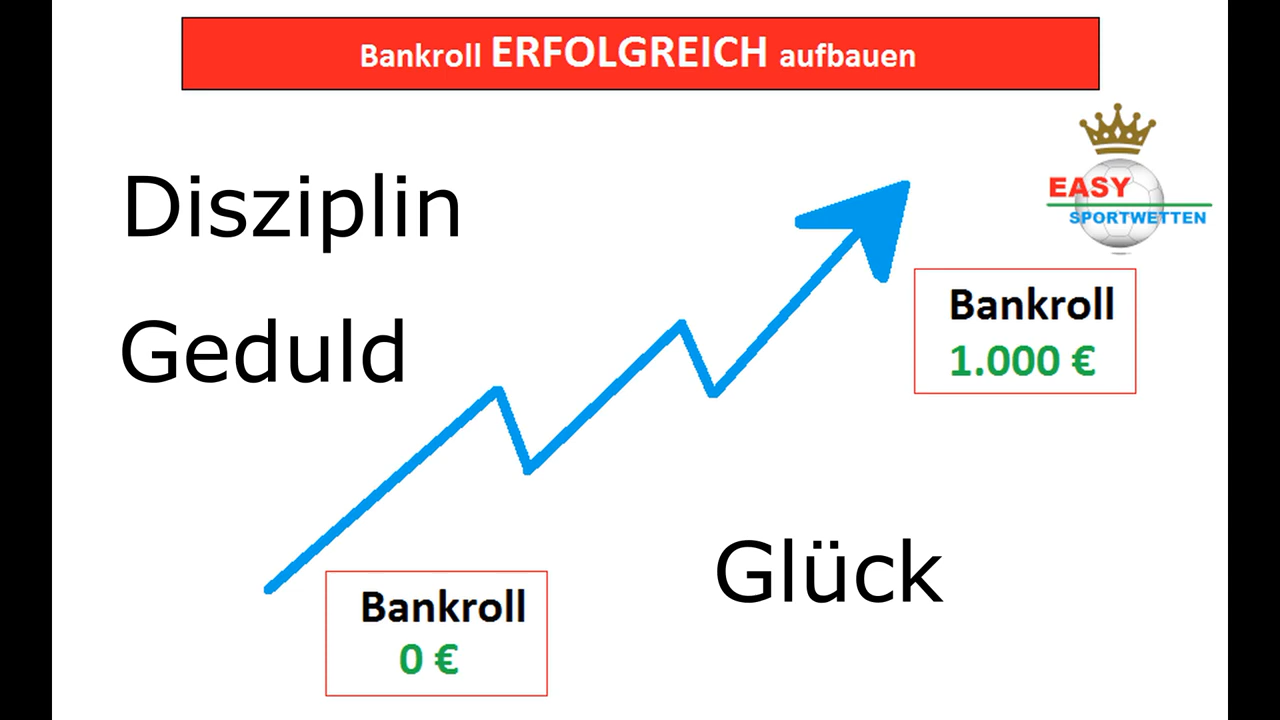 Bankroll ERFOLGREICH aufbauen
EASY
SPORTWETTEN
Disziplin
Geduld
Bankroll
1.000 €
Glück
Bankroll
0 €